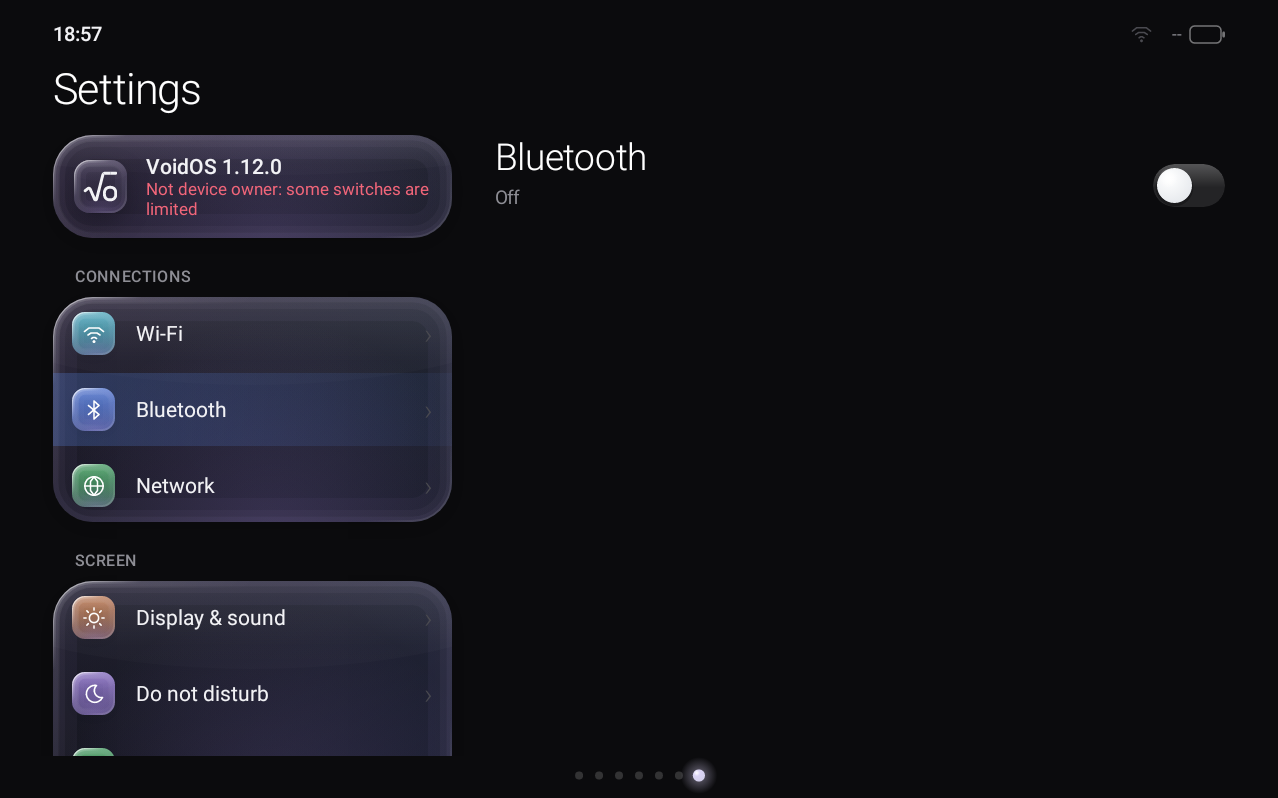 18:57
--
Settings
VoidOS 1.12.0
Not device owner: some switches are
limited
CONNECTIONS
Wi-Fi
Bluetooth
Network
SCREEN
Display & sound
Do not disturb
Bluetooth
Off